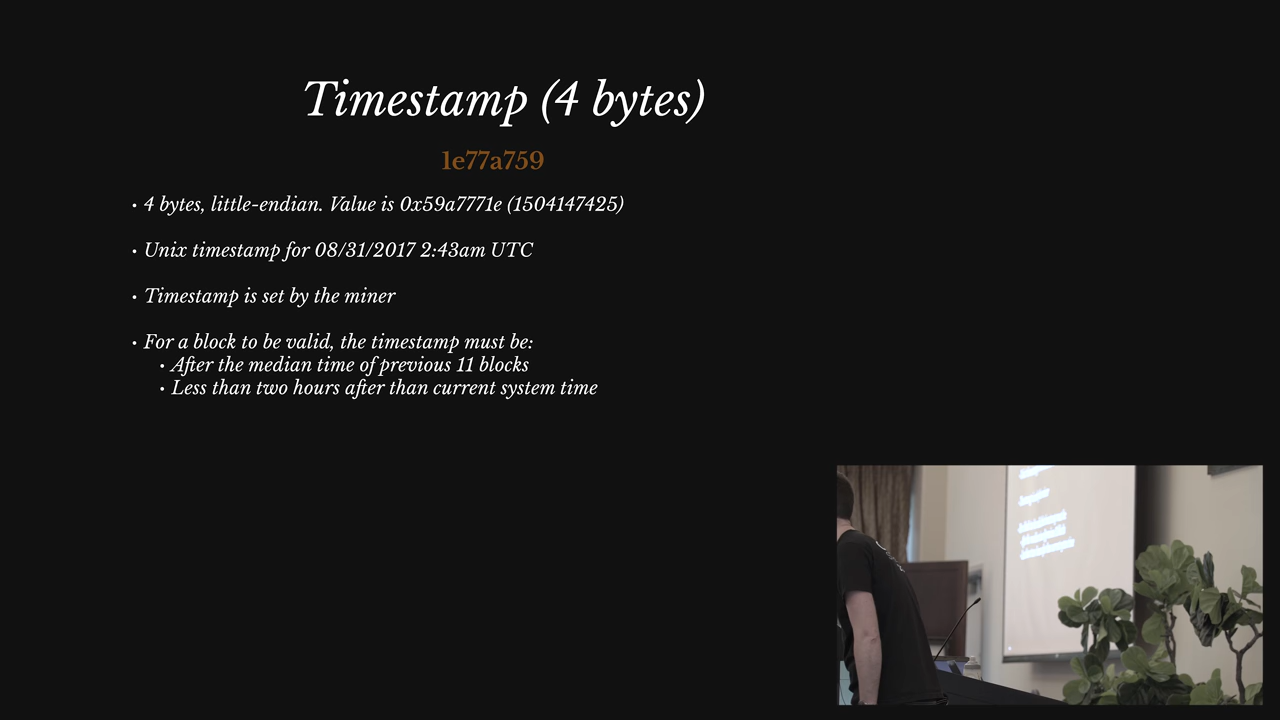 Timestamp (4 bytes)
1e77a759
• 4 bytes, little-endian. Value is 0x59a7771e (1504147425)
• Unix timestamp for 08/31/2017 2:43am UTC
• Timestamp is set by the miner
• For a block to be valid, the timestamp must be:
• After the median time of previous 11 blocks
• Less than two hours after than current system time